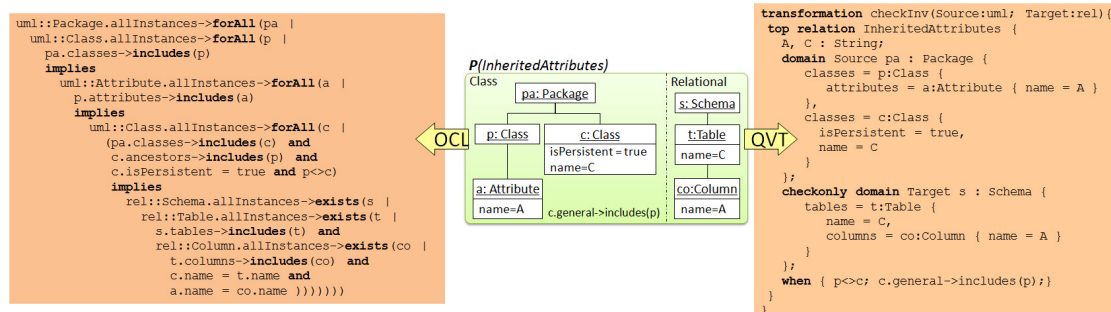 uml::Package.allInstances->forAll(pa |
uml::Class.allInstances->forAll(p |
pa.classes->includes(p)
implies
uml::Attribute.allInstances->forAll(a |
p.attributes->includes(a)
implies
uml::Class.allInstances->forAll(c |
(pa.classes->includes(c) and
c.ancestors->includes(p) and
c.isPersistent = true and p<>c)
implies
rel::Schema.allInstances->exists(s |
rel::Table.allInstances->exists(t |
s.tables->includes(t) and
rel::Column.allInstances->exists(co |
t.columns->includes(co) and
c.name = t.name and
a.name = co.name )))))))
OCL
P(InheritedAttributes)
Class
pa: Package
p: Class
c: Class
isPersistent = true
name=C
a: Attribute
name=A
c.general->includes(p)
Relational
s: Schema
t:Table
name=C
co:Column
name=A
QVT
transformation checkInv(Source:uml; Target:rel){
top relation InheritedAttributes {
A, C : String;
domain Source pa : Package {
classes = p:Class {
attributes = a:Attribute { name = A }
},
classes = c:Class {
isPersistent = true,
name = C
}
};
checkonly domain Target s : Schema {
tables = t:Table {
name = C,
columns = co:Column { name = A }
}
};
when { p<>c; c.general->includes(p);}
}
}